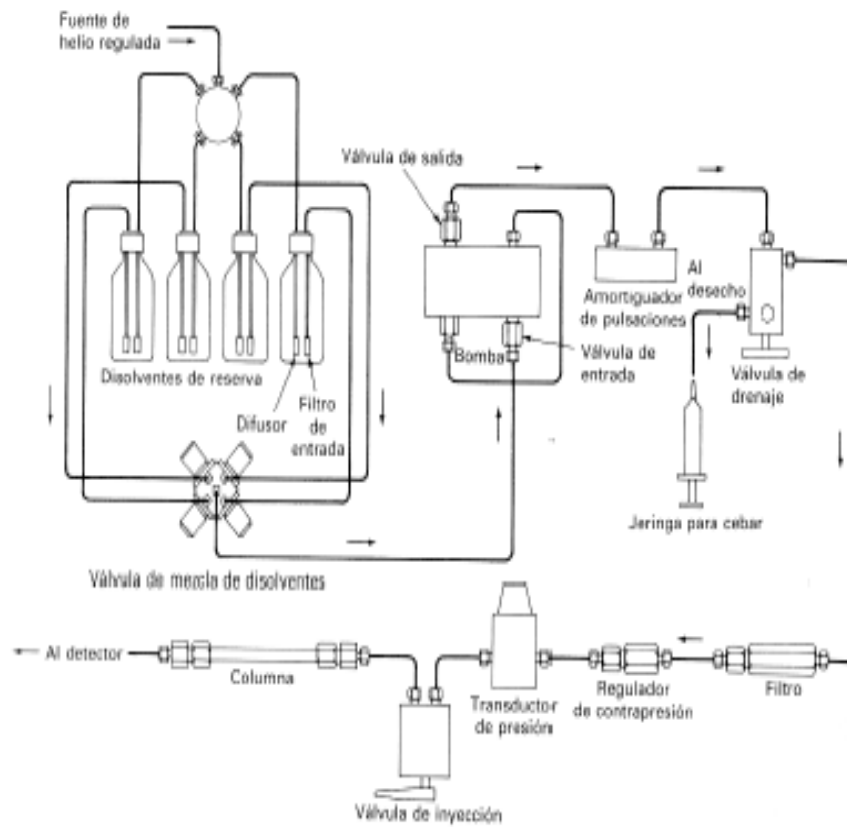 Fuente de
helio regulada
Válvula de salida
Disolventes de reserva
Difusor
Filtro
de
entrada
Bomba
Válvula de
entrada
Amortiguador
de pulsaciones
Al
desecho
Válvula de
drenaje
Jeringa para cebar
Válvula de mezcla de disolventes
Al detector
Columna
Válvula de inyección
Transductor
de presión
Regulador
de contrapresión
Filtro